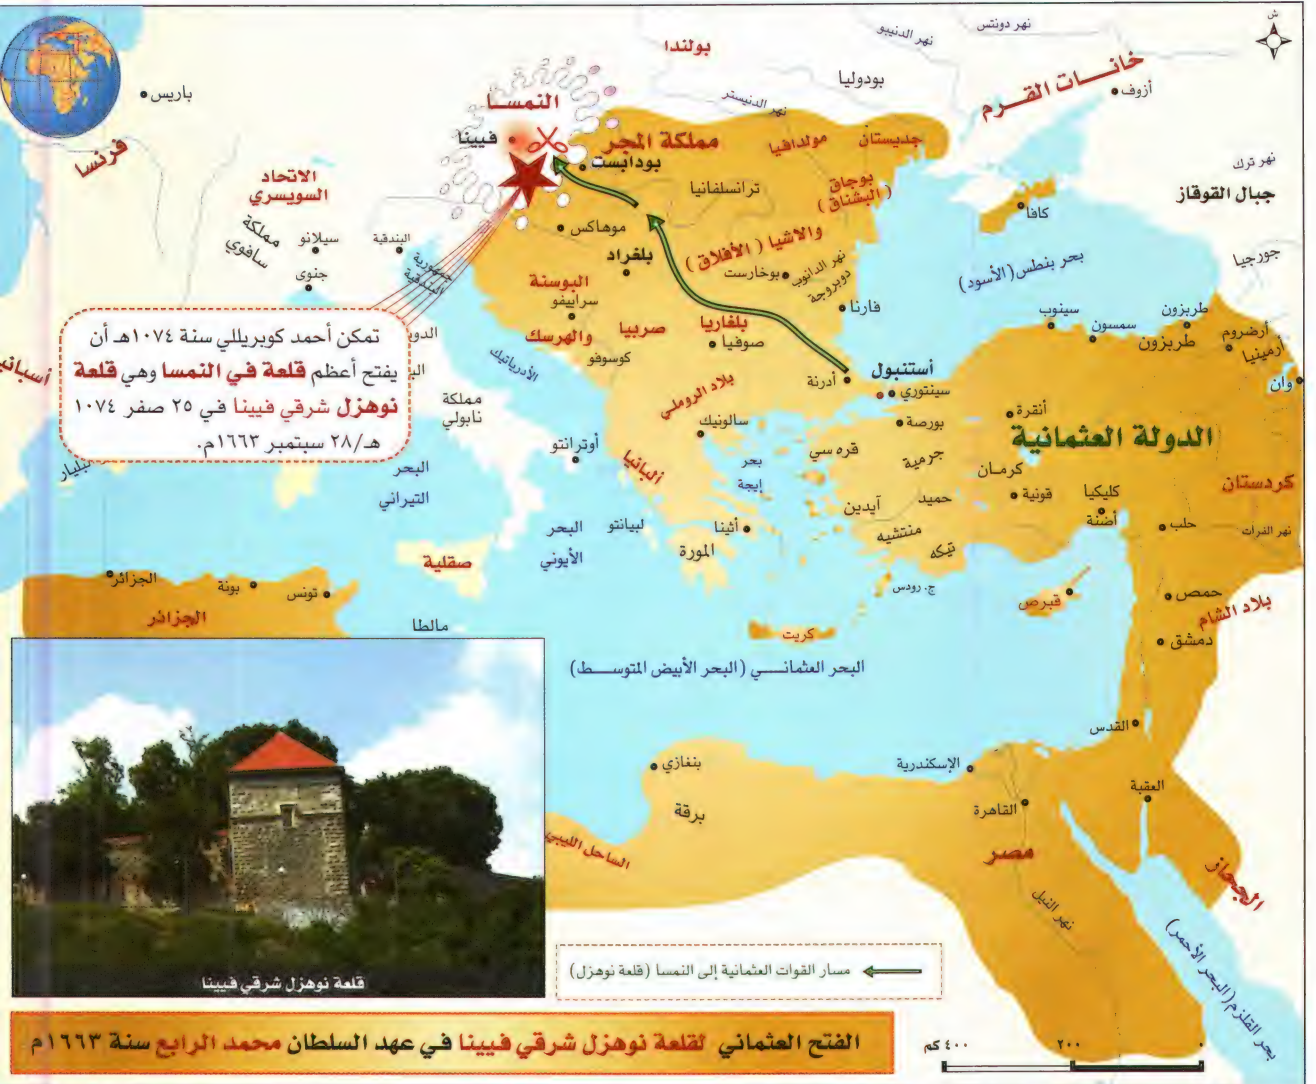 ش
نهر دونتس
نهر الدنيبو
بولندا
بودوليا
خانات القرم
أزوف
باريس
فرنسا
النمسا
فيينا
نهر الدنيستر
مملكة المجر
بودابست
مولدافيا
جديستان
نهر ترك
جبال القوقاز
الاتحاد
السويسري
ترانسلفانيا
بوجاق
(البشناق)
كافا
مملكة
سافوي
سيلانو
جنوى
البندقية
جمهورية
البندقية
موهاكس
بلغراد
والاشيا (الأفلاق)
بوخارست
نهر الدانوب
دوبروجة
بحر بنطس (الأسود)
جورجيا
البوسنة
سراييفو
والهرسك
صربيا
كوسوفو
بلغاريا
صوفيا
فارنا
سينوب
سمسون
طربزون
طربزون
أرضروم
أرمينيا
وان
تمكن أحمد كوبريللي سنة ١٠٧٤هـ أن
يفتح أعظم قلعة في النمسا وهي قلعة
نوهزل شرقي فيينا في ٢٥ صفر ١٠٧٤
هـ/٢٨ سبتمبر ١٦٦٣م.
الأدرياتيك
مملكة
نابولي
بلاد الروملي
أدرنة
أستنبول
سينتوري
بورصة
أنقرة
الدولة العثمانية
سالونيك
أوترانتو
ألبانيا
بحر
إيجة
قره سي
جرمية
كرمان
قونية
كليكيا
أضنة
كردستان
البحر
التيراني
البحر
الأيوني
لبيانتو
أثينا
المورة
آيدين
حميد
منتشيه
تيكه
حلب
نهر الفرات
صقلية
الجزائر
بونة
تونس
الجزائر
مالطا
ج. رودس
كريت
قبرص
حمص
بلاد الشام
دمشق
البحر العثماني (البحر الأبيض المتوسط)
القدس
بنغازي
برقة
الإسكندرية
القاهرة
العقبة
الساحل الليبي
مصر
نهر النيل
الحجاز
بحر القلزم (البحر الأحمر)
مسار القوات العثمانية إلى النمسا (قلعة نوهزل)
قلعة نوهزل شرقي فيينا
الفتح العثماني لقلعة نوهزل شرقي فيينا في عهد السلطان محمد الرابع سنة ١٦٦٣م
٠
٢٠٠
٤٠٠ كم